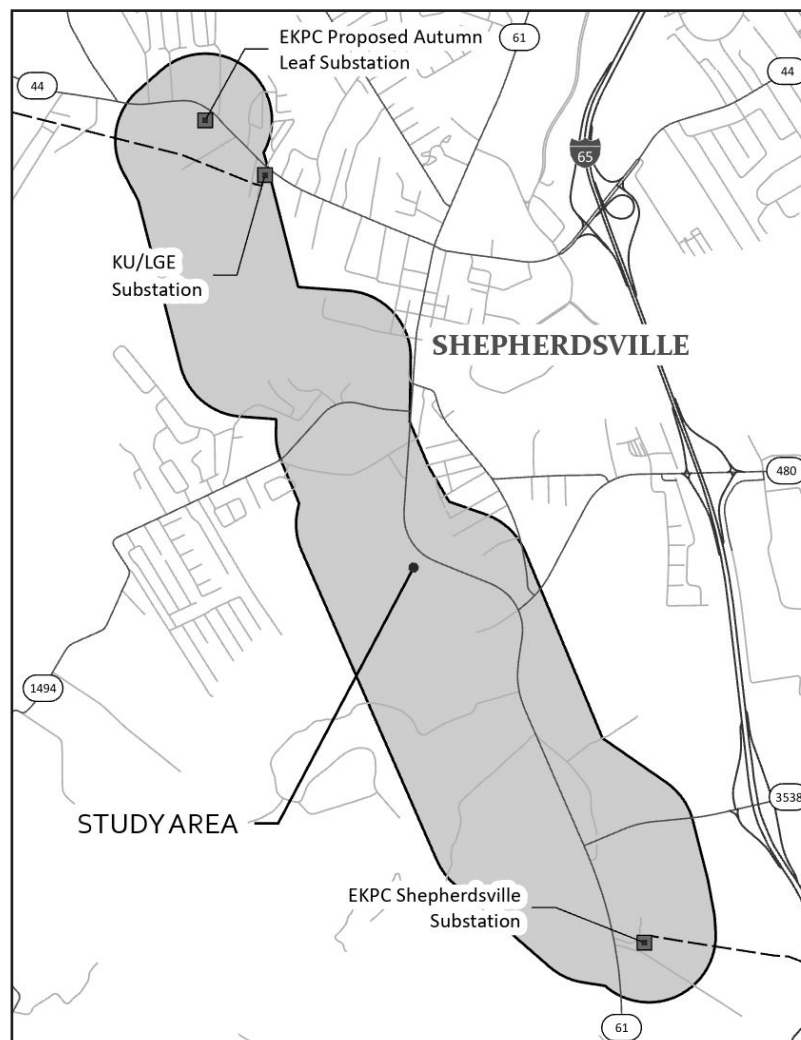 EKPC Proposed Autumn
Leaf Substation
61
44
44
65
KU/LGE
Substation
SHEPHERDSVILLE
480
1494
3538
STUDY AREA
EKPC Shepherdsville
Substation
61